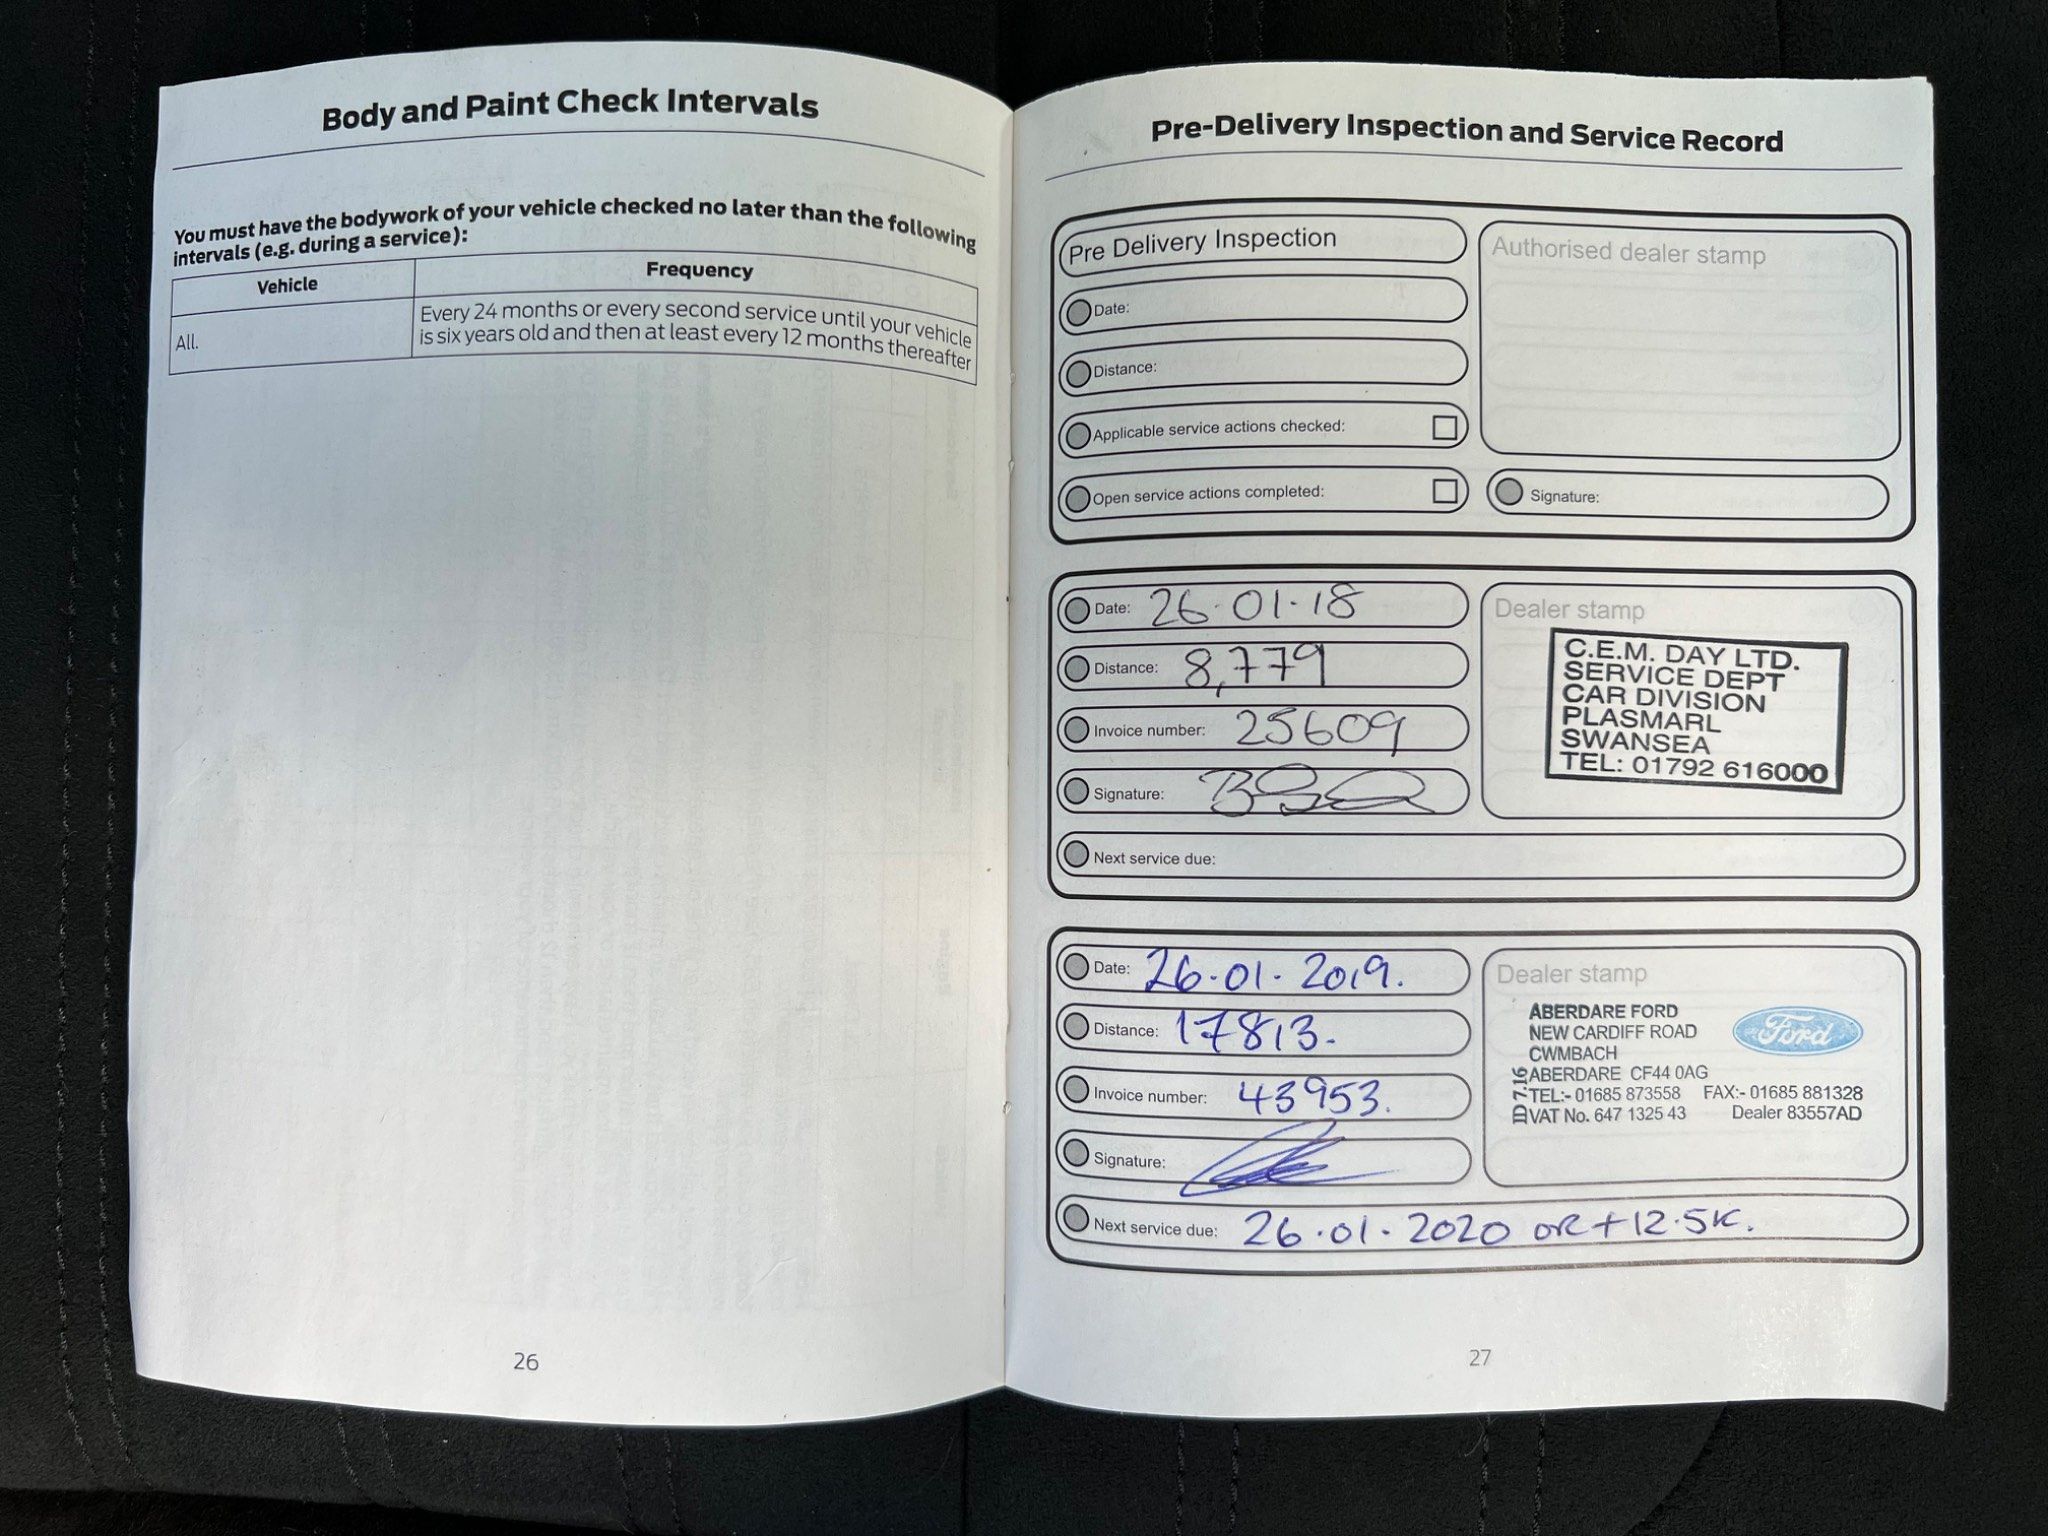 Body and Paint Check Intervals
You must have the bodywork of your vehicle checked no later than the following
intervals (e.g. during a service):
Vehicle
Frequency
All.
Every 24 months or every second service until your vehicle
is six years old and then at least every 12 months thereafter
26
Pre-Delivery Inspection and Service Record
Pre Delivery Inspection
Date:
Distance:
Applicable service actions checked:
Open service actions completed:
Authorised dealer stamp
Signature:
Date: 26·01·18
Distance: 8,779
Invoice number: 25609
Signature:
Next service due:
Dealer stamp
C.E.M. DAY LTD.
SERVICE DEPT
CAR DIVISION
PLASMARL
SWANSEA
TEL: 01792 616000
Date: 26·01·2019.
Distance: 17813.
Invoice number: 43953.
Signature:
Next service due: 26·01·2020 OR +12·5K.
Dealer stamp
ABERDARE FORD
NEW CARDIFF ROAD
CWMBACH
ABERDARE CF44 0AG
TEL:- 01685 873558 FAX:- 01685 881328
VAT No. 647 1325 43 Dealer 83557AD
ID 7.16
Ford
27